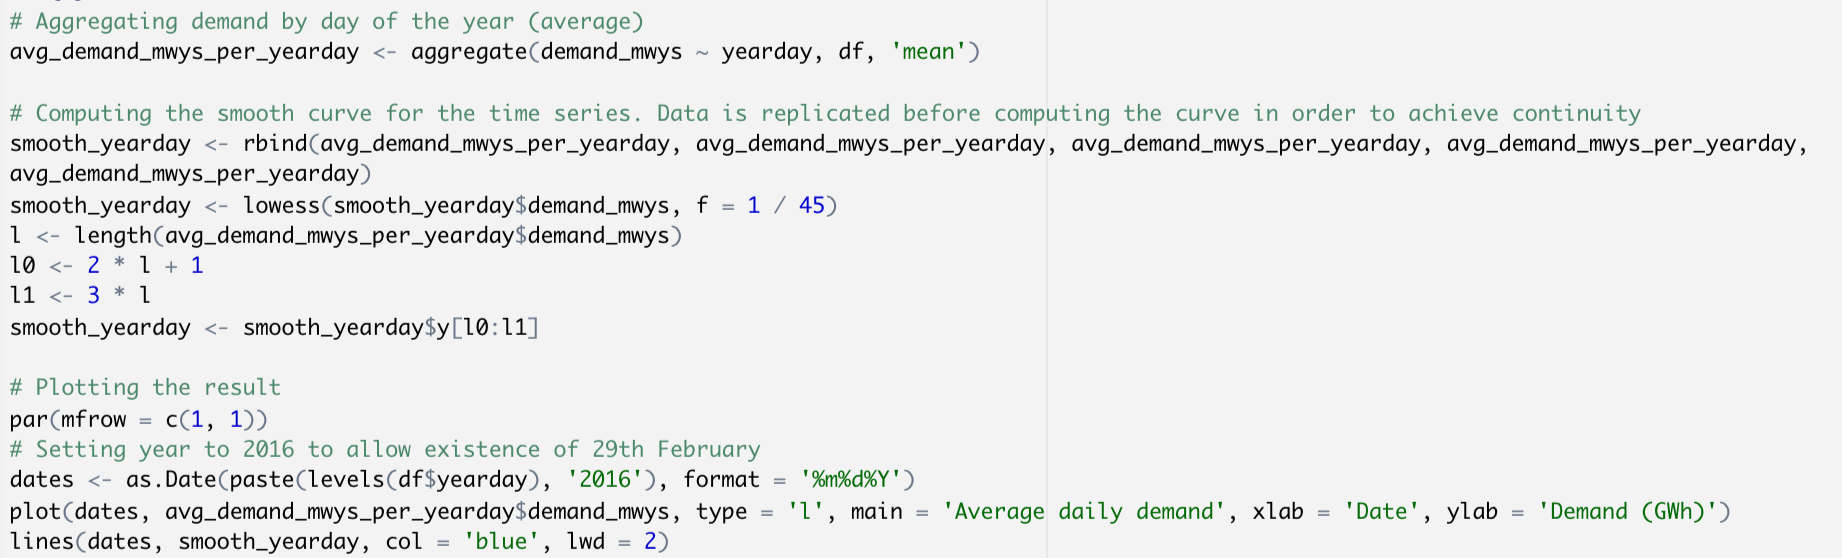 # Aggregating demand by day of the year (average)
avg_demand_mwys_per_yearday <- aggregate(demand_mwys ~ yearday, df, 'mean')
# Computing the smooth curve for the time series. Data is replicated before computing the curve in order to achieve continuity
smooth_yearday <- rbind(avg_demand_mwys_per_yearday, avg_demand_mwys_per_yearday, avg_demand_mwys_per_yearday, avg_demand_mwys_per_yearday,
avg_demand_mwys_per_yearday)
smooth_yearday <- lowess(smooth_yearday$demand_mwys, f = 1 / 45)
l <- length(avg_demand_mwys_per_yearday$demand_mwys)
l0 <- 2 * l + 1
l1 <- 3 * l
smooth_yearday <- smooth_yearday$y[l0:l1]
# Plotting the result
par(mfrow = c(1, 1))
# Setting year to 2016 to allow existence of 29th February
dates <- as.Date(paste(levels(df$yearday), '2016'), format = '%m%d%Y')
plot(dates, avg_demand_mwys_per_yearday$demand_mwys, type = 'l', main = 'Average daily demand', xlab = 'Date', ylab = 'Demand (GWh)')
lines(dates, smooth_yearday, col = 'blue', lwd = 2)